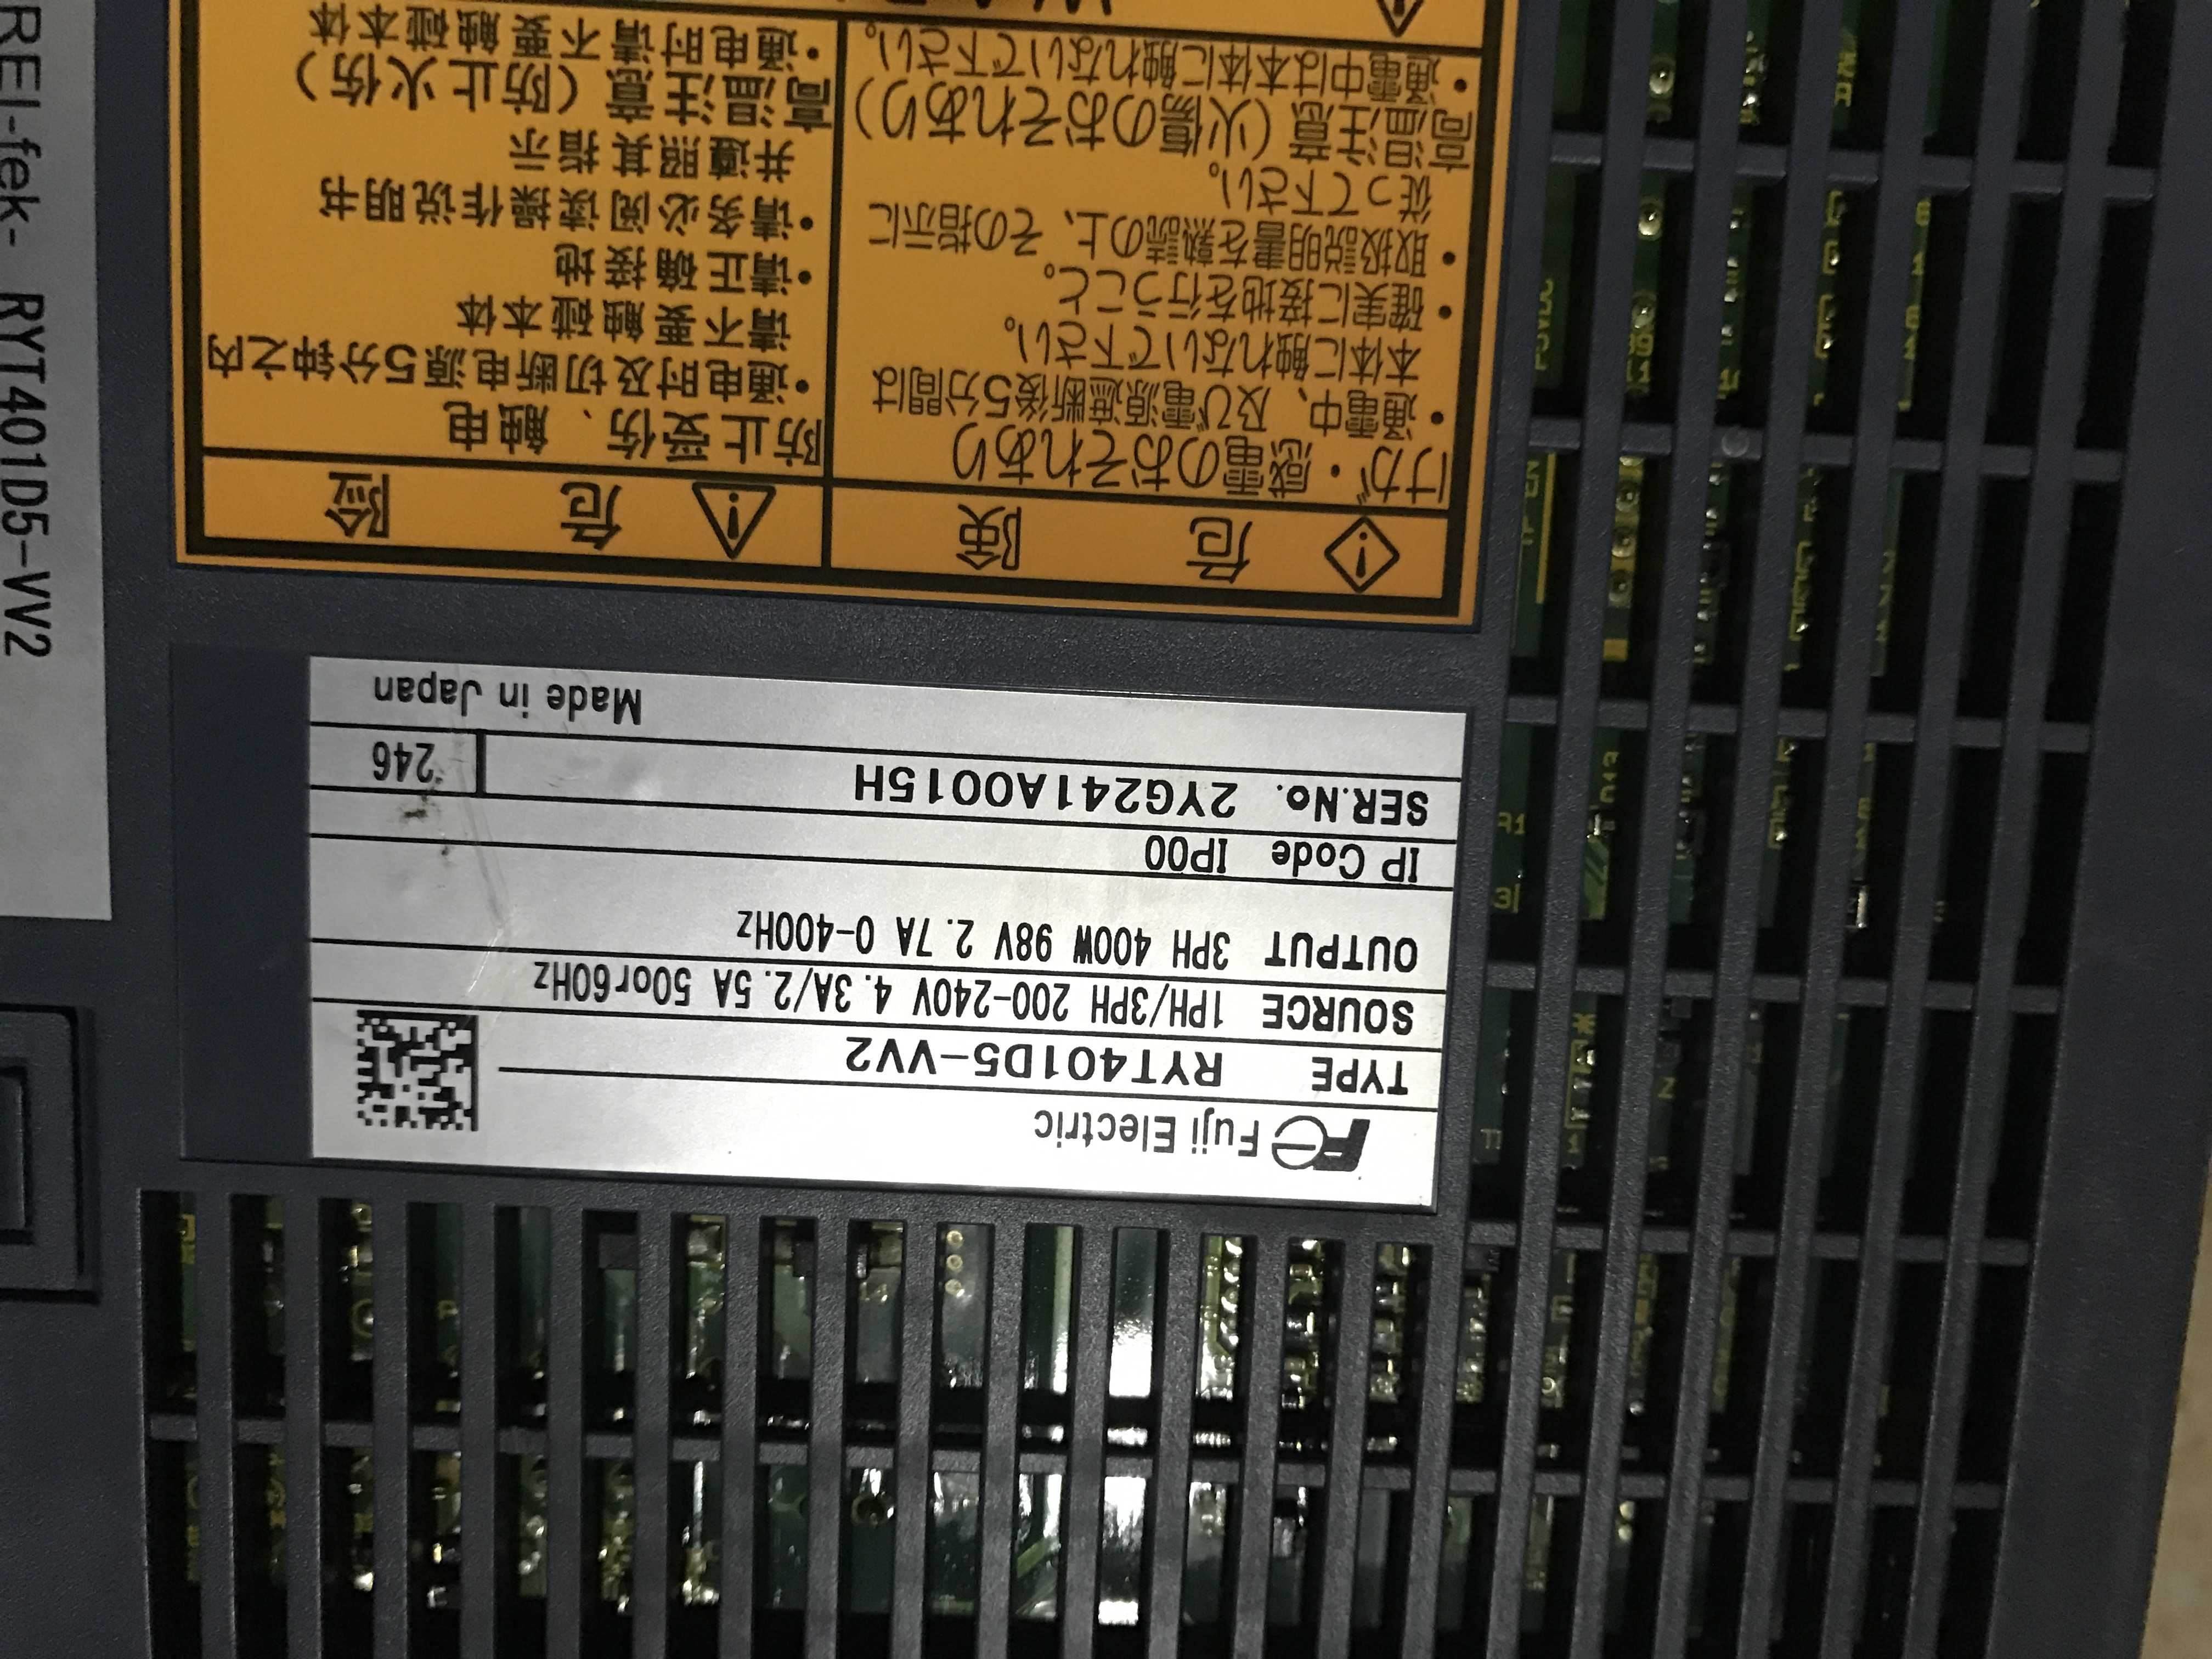 Fuji Electric
TYPE RYT401D5-VV2
SOURCE 1PH/3PH 200-240V 4.3A/2.5A 50or60Hz
OUTPUT 3PH 400W 98V 2.7A 0-400Hz
IP Code IP00
SER.No. 2YG241A0015H 246
Made in Japan
危険
けが・感電のおそれあり
・通電中、及び電源遮断後5分間は
本体に触れないで下さい。
・確実に接地を行うこと。
・取扱説明書を熟読の上、その指示に
従って下さい。
高温注意(火傷のおそれあり)
・通電中は本体に触れないで下さい。
危险
防止受伤、触电
•通电时及切断电源5分钟之内
请不要触碰本体
•请正确接地
•请务必阅读操作说明书
并遵照其指示
高温注意(防止火伤)
•通电时请不要触碰本体
REI-fek- RYT401D5-VV2